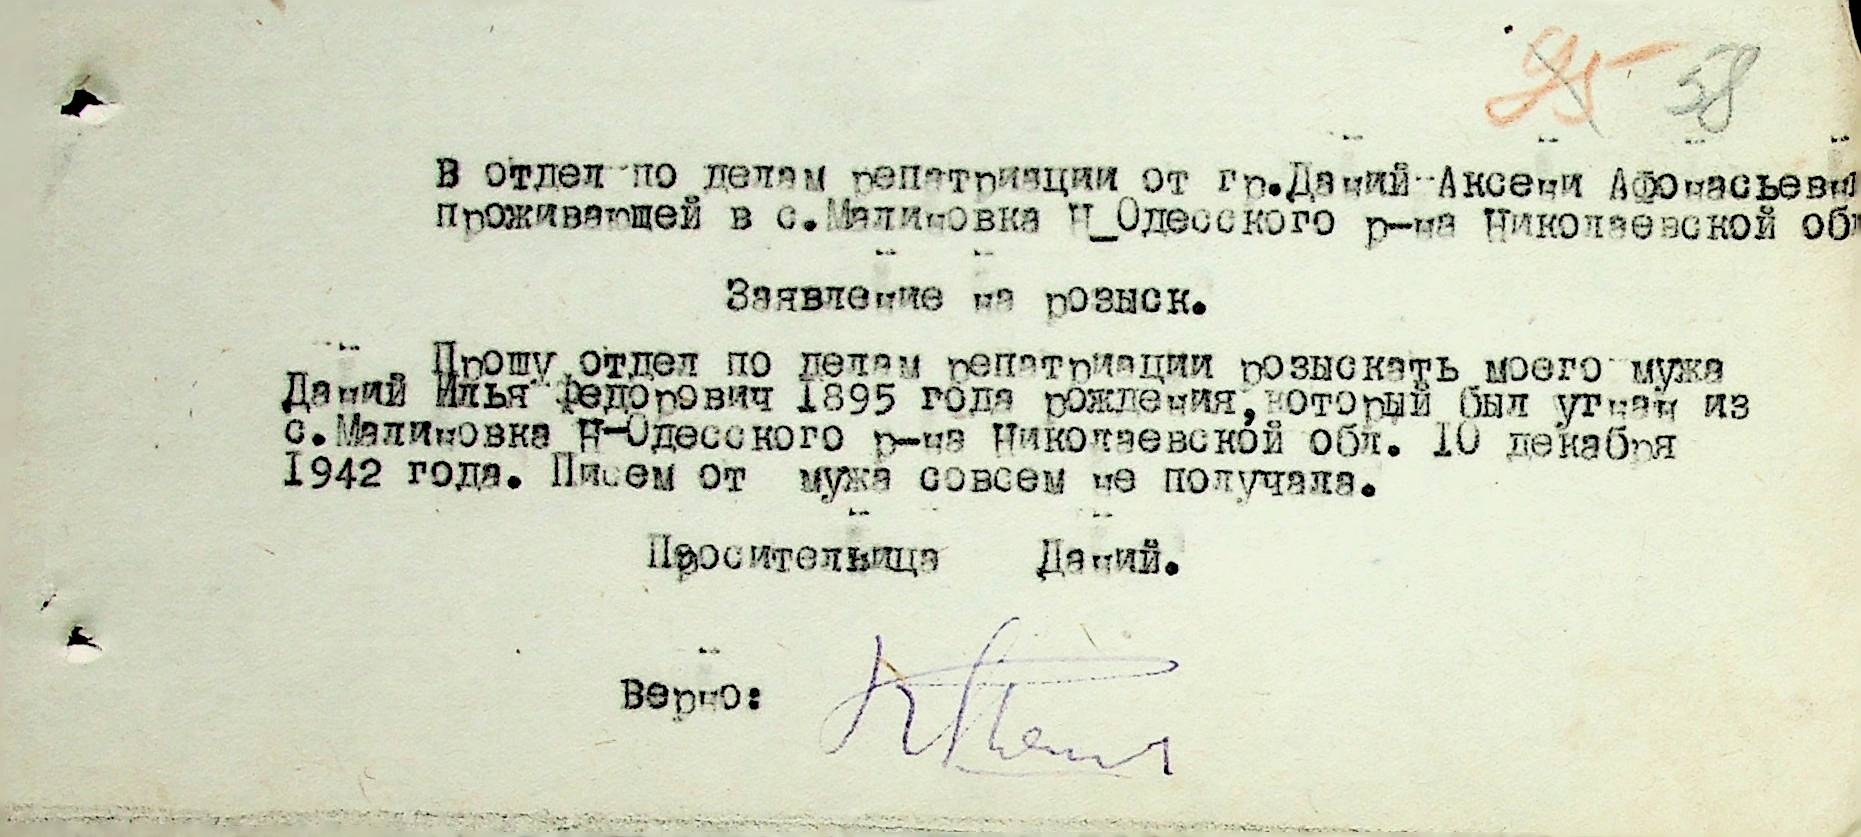 95 58
В отдел по делам репатриации от гр.Даний Аксени Афонасьевн
проживающей в с.Малиновка Н_Одесского р-на Николаевской обл
Заявление на розыск.
Прошу отдел по делам репатриации розыскать моего мужа
Даний Илья Федорович 1895 года рождения,который был угнан из
с.Малиновка Н-Одесского р-на Николаевской обл. 10 декабря
1942 года. Писем от мужа совсем не получала.
Просительница Даний.
Верно: